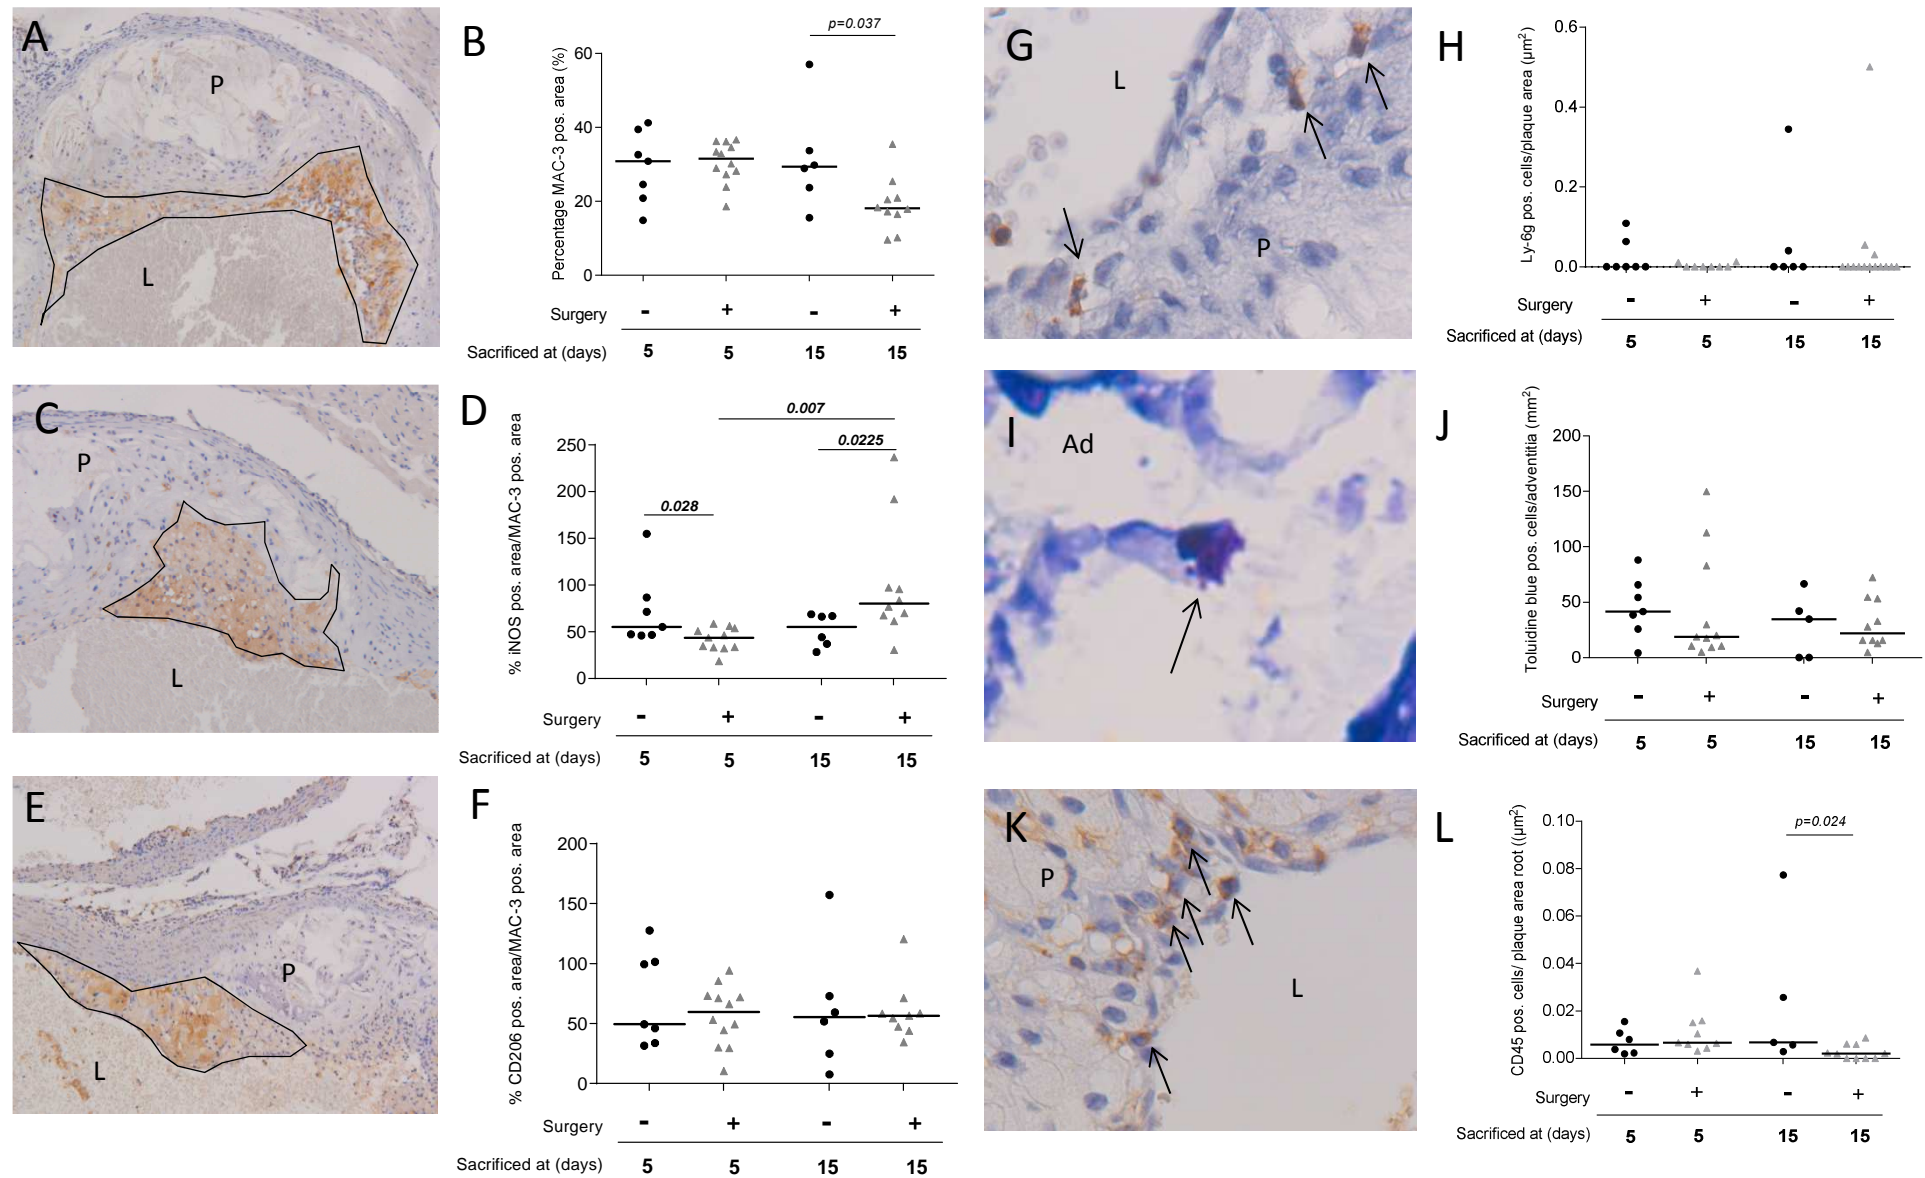 A
P
L
B
p=0.037
Percentage MAC-3 pos. area (%)
60
40
20
0
Surgery - + - +
Sacrificed at (days) 5 5 15 15
C
P
L
D
0.007
0.0225
0.028
% iNOS pos. area/MAC-3 pos. area
250
200
150
100
50
0
Surgery - + - +
Sacrificed at (days) 5 5 15 15
E
P
L
F
% CD206 pos. area/MAC-3 pos. area
200
150
100
50
0
Surgery - + - +
Sacrificed at (days) 5 5 15 15
G
L
P
H
Ly-6g pos. cells/plaque area (µm²)
0.6
0.4
0.2
0.0
Surgery - + - +
Sacrificed at (days) 5 5 15 15
I
Ad
J
Toluidine blue pos. cells/adventitia (mm²)
200
150
100
50
0
Surgery - + - +
Sacrificed at (days) 5 5 15 15
K
P
L
L
p=0.024
CD45 pos. cells/ plaque area root ((µm²)
0.10
0.08
0.06
0.04
0.02
0.00
Surgery - + - +
Sacrificed at (days) 5 5 15 15